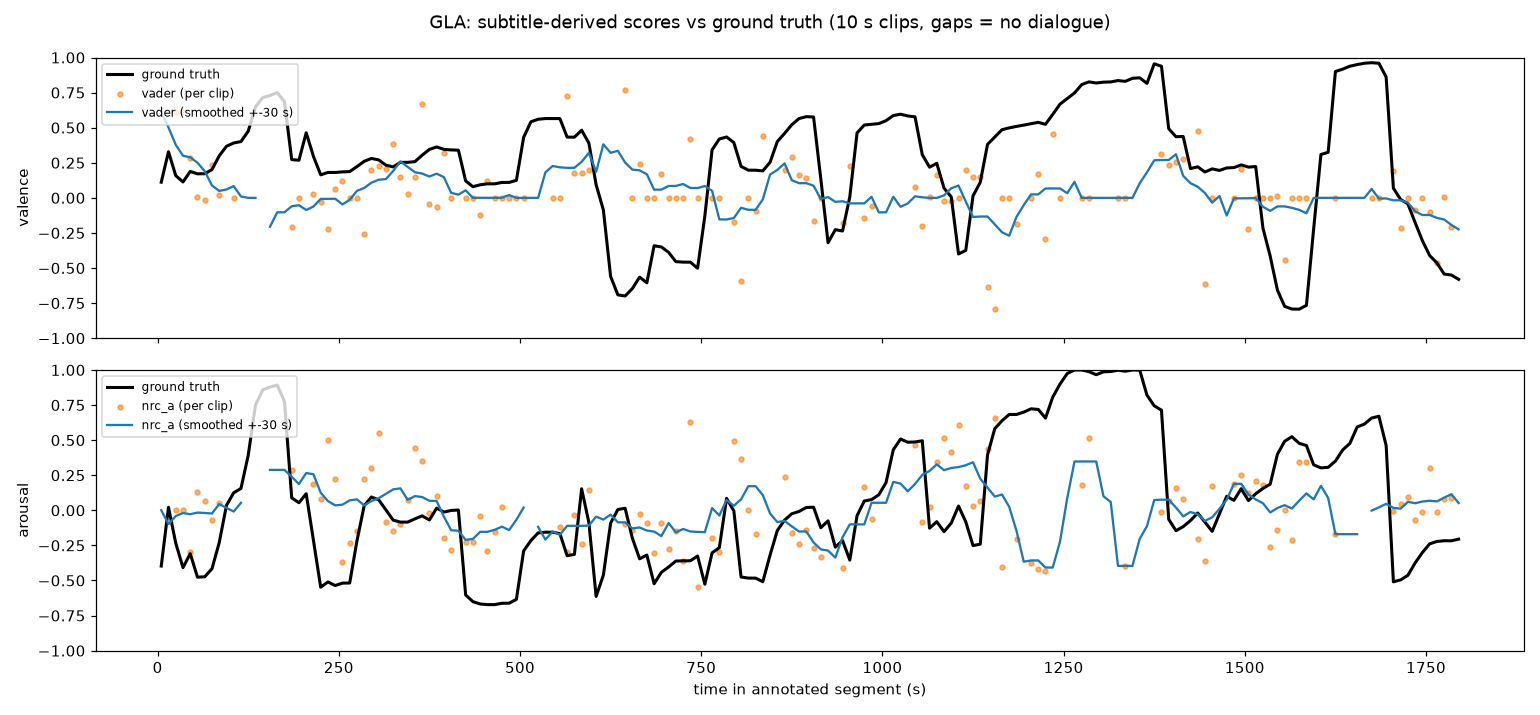 GLA: subtitle-derived scores vs ground truth (10 s clips, gaps = no dialogue)
1.00
0.75
0.50
0.25
0.00
−0.25
−0.50
−0.75
−1.00
valence
ground truth
vader (per clip)
vader (smoothed +-30 s)
1.00
0.75
0.50
0.25
0.00
−0.25
−0.50
−0.75
−1.00
arousal
ground truth
nrc_a (per clip)
nrc_a (smoothed +-30 s)
0 250 500 750 1000 1250 1500 1750
time in annotated segment (s)